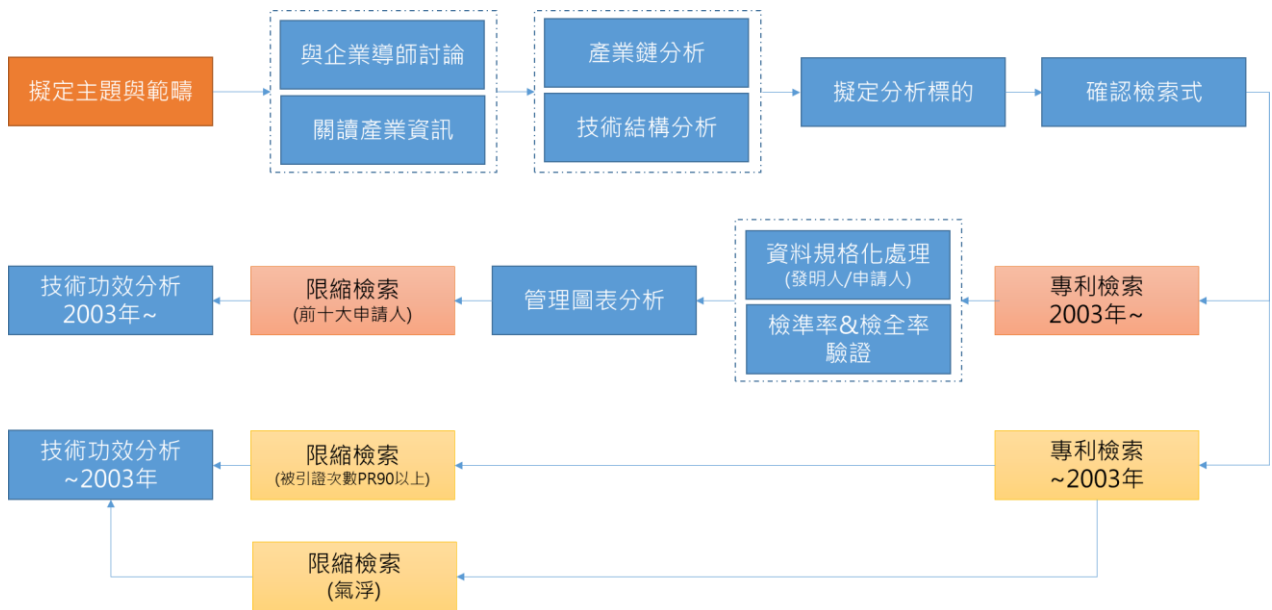 擬定主題與範疇
與企業導師討論
關讀產業資訊
產業鏈分析
技術結構分析
擬定分析標的
確認檢索式
專利檢索
2003年~
資料規格化處理
(發明人/申請人)
檢準率&檢全率
驗證
管理圖表分析
限縮檢索
(前十大申請人)
技術功效分析
2003年~
專利檢索
~2003年
限縮檢索
(被引證次數PR90以上)
技術功效分析
~2003年
限縮檢索
(氣浮)